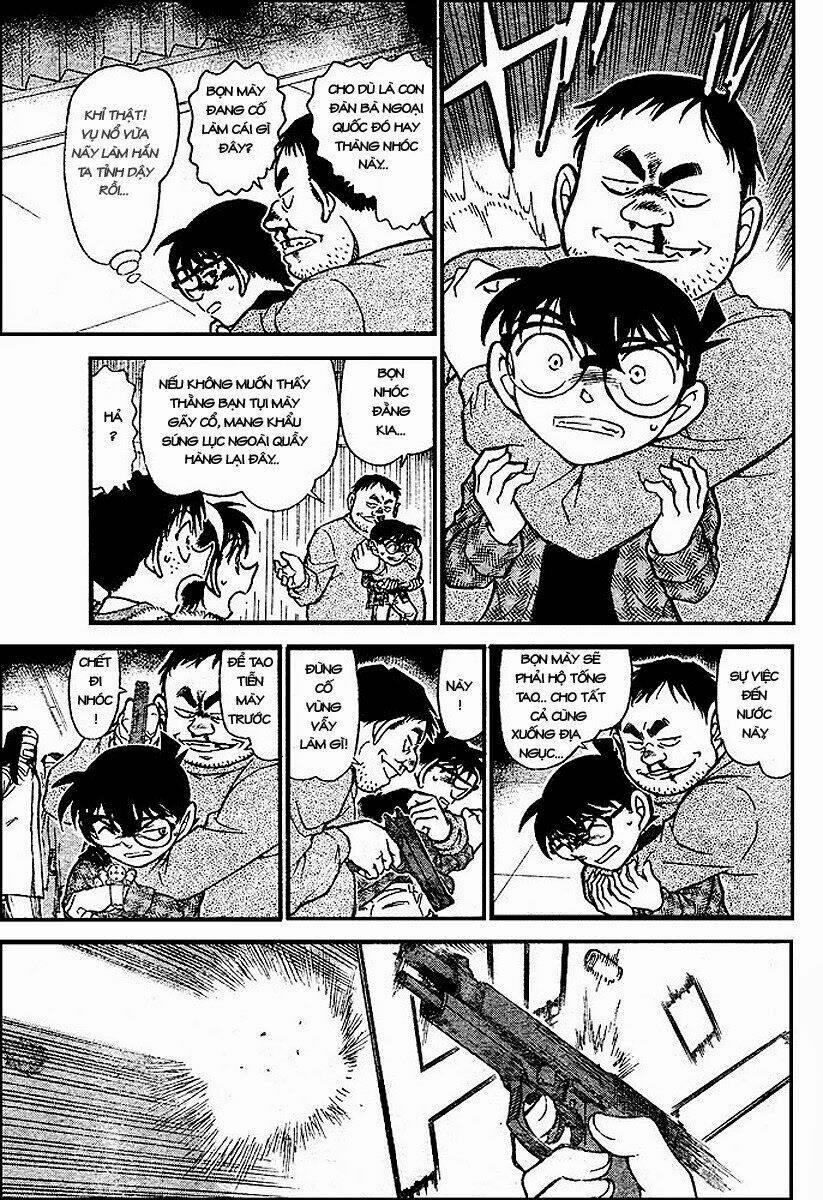 CHO DÙ LÀ CON
ĐÀN BÀ NGOẠI
QUỐC ĐÓ HAY
THẰNG NHÓC
NÀY..
BỌN MÀY
ĐANG CỐ
LÀM CÁI GÌ
ĐÂY?
KHỈ THẬT!
VỤ NỔ VỪA
NÃY LÀM HẮN
TA TỈNH DẬY
RỒI...
BỌN
NHÓC
ĐẰNG
KIA...
NẾU KHÔNG MUỐN THẤY
THẰNG BẠN TỤI MÀY
GÃY CỔ, MANG KHẨU
SÚNG LỤC NGOÀI QUẦY
HÀNG LẠI ĐÂY...
HẢ
?
SỰ VIỆC
ĐẾN
NƯỚC
NÀY
BỌN MÀY SẼ
PHẢI HỘ TỐNG
TAO... CHO TẤT
CẢ CÙNG
XUỐNG ĐỊA
NGỤC...
NÀY
!
ĐỪNG
CỐ
VÙNG
VẪY
LÀM GÌ!
ĐỂ TAO
TIỄN
MÀY
TRƯỚC
CHẾT
ĐI
NHÓC
!